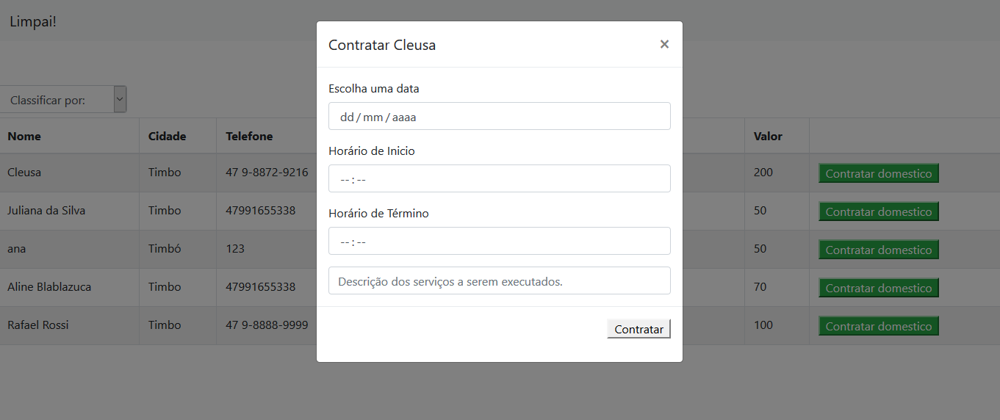 Limpai!
Contratar Cleusa ×
Escolha uma data
dd/mm/aaaa
Horário de Inicio
--:--
Horário de Término
--:--
Descrição dos serviços a serem executados.
Contratar
Classificar por:
Nome Cidade Telefone Valor
Cleusa Timbo 47 9-8872-9216 200 Contratar domestico
Juliana da Silva Timbo 47991655338 50 Contratar domestico
ana Timbó 123 50 Contratar domestico
Aline Blablazuca Timbo 47991655338 70 Contratar domestico
Rafael Rossi Timbo 47 9-8888-9999 100 Contratar domestico